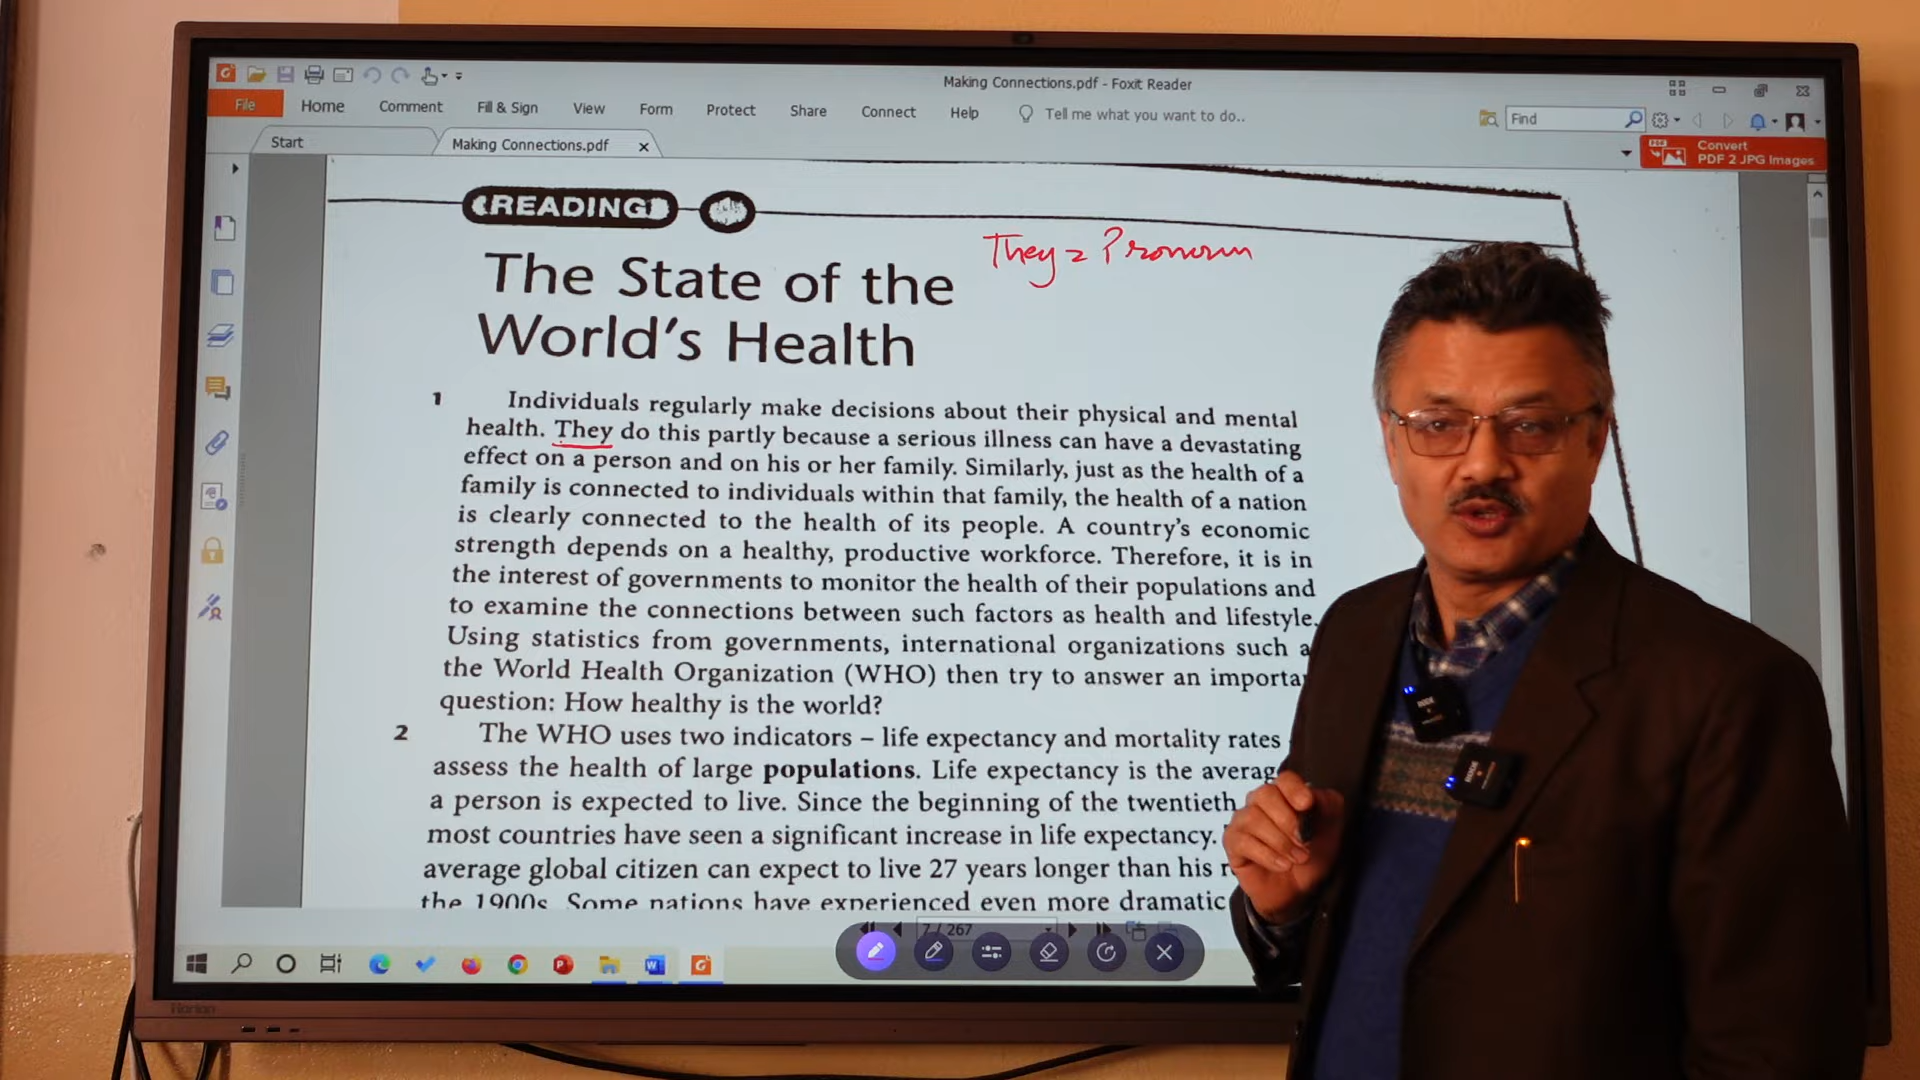 Making Connections.pdf - Foxit Reader
File Home Comment Fill & Sign View Form Protect Share Connect Help Tell me what you want to do.. Find
Start Making Connections.pdf x
Convert
PDF 2 JPG Images
READING
They = Pronoun
The State of the
World's Health
1 Individuals regularly make decisions about their physical and mental
health. They do this partly because a serious illness can have a devastating
effect on a person and on his or her family. Similarly, just as the health of a
family is connected to individuals within that family, the health of a nation
is clearly connected to the health of its people. A country's economic
strength depends on a healthy, productive workforce. Therefore, it is in
the interest of governments to monitor the health of their populations and
to examine the connections between such factors as health and lifestyle.
Using statistics from governments, international organizations such a
the World Health Organization (WHO) then try to answer an importa
question: How healthy is the world?
2 The WHO uses two indicators – life expectancy and mortality rates
assess the health of large populations. Life expectancy is the averag
a person is expected to live. Since the beginning of the twentieth
most countries have seen a significant increase in life expectancy.
average global citizen can expect to live 27 years longer than his r
the 1900s. Some nations have experienced even more dramatic
7 / 267